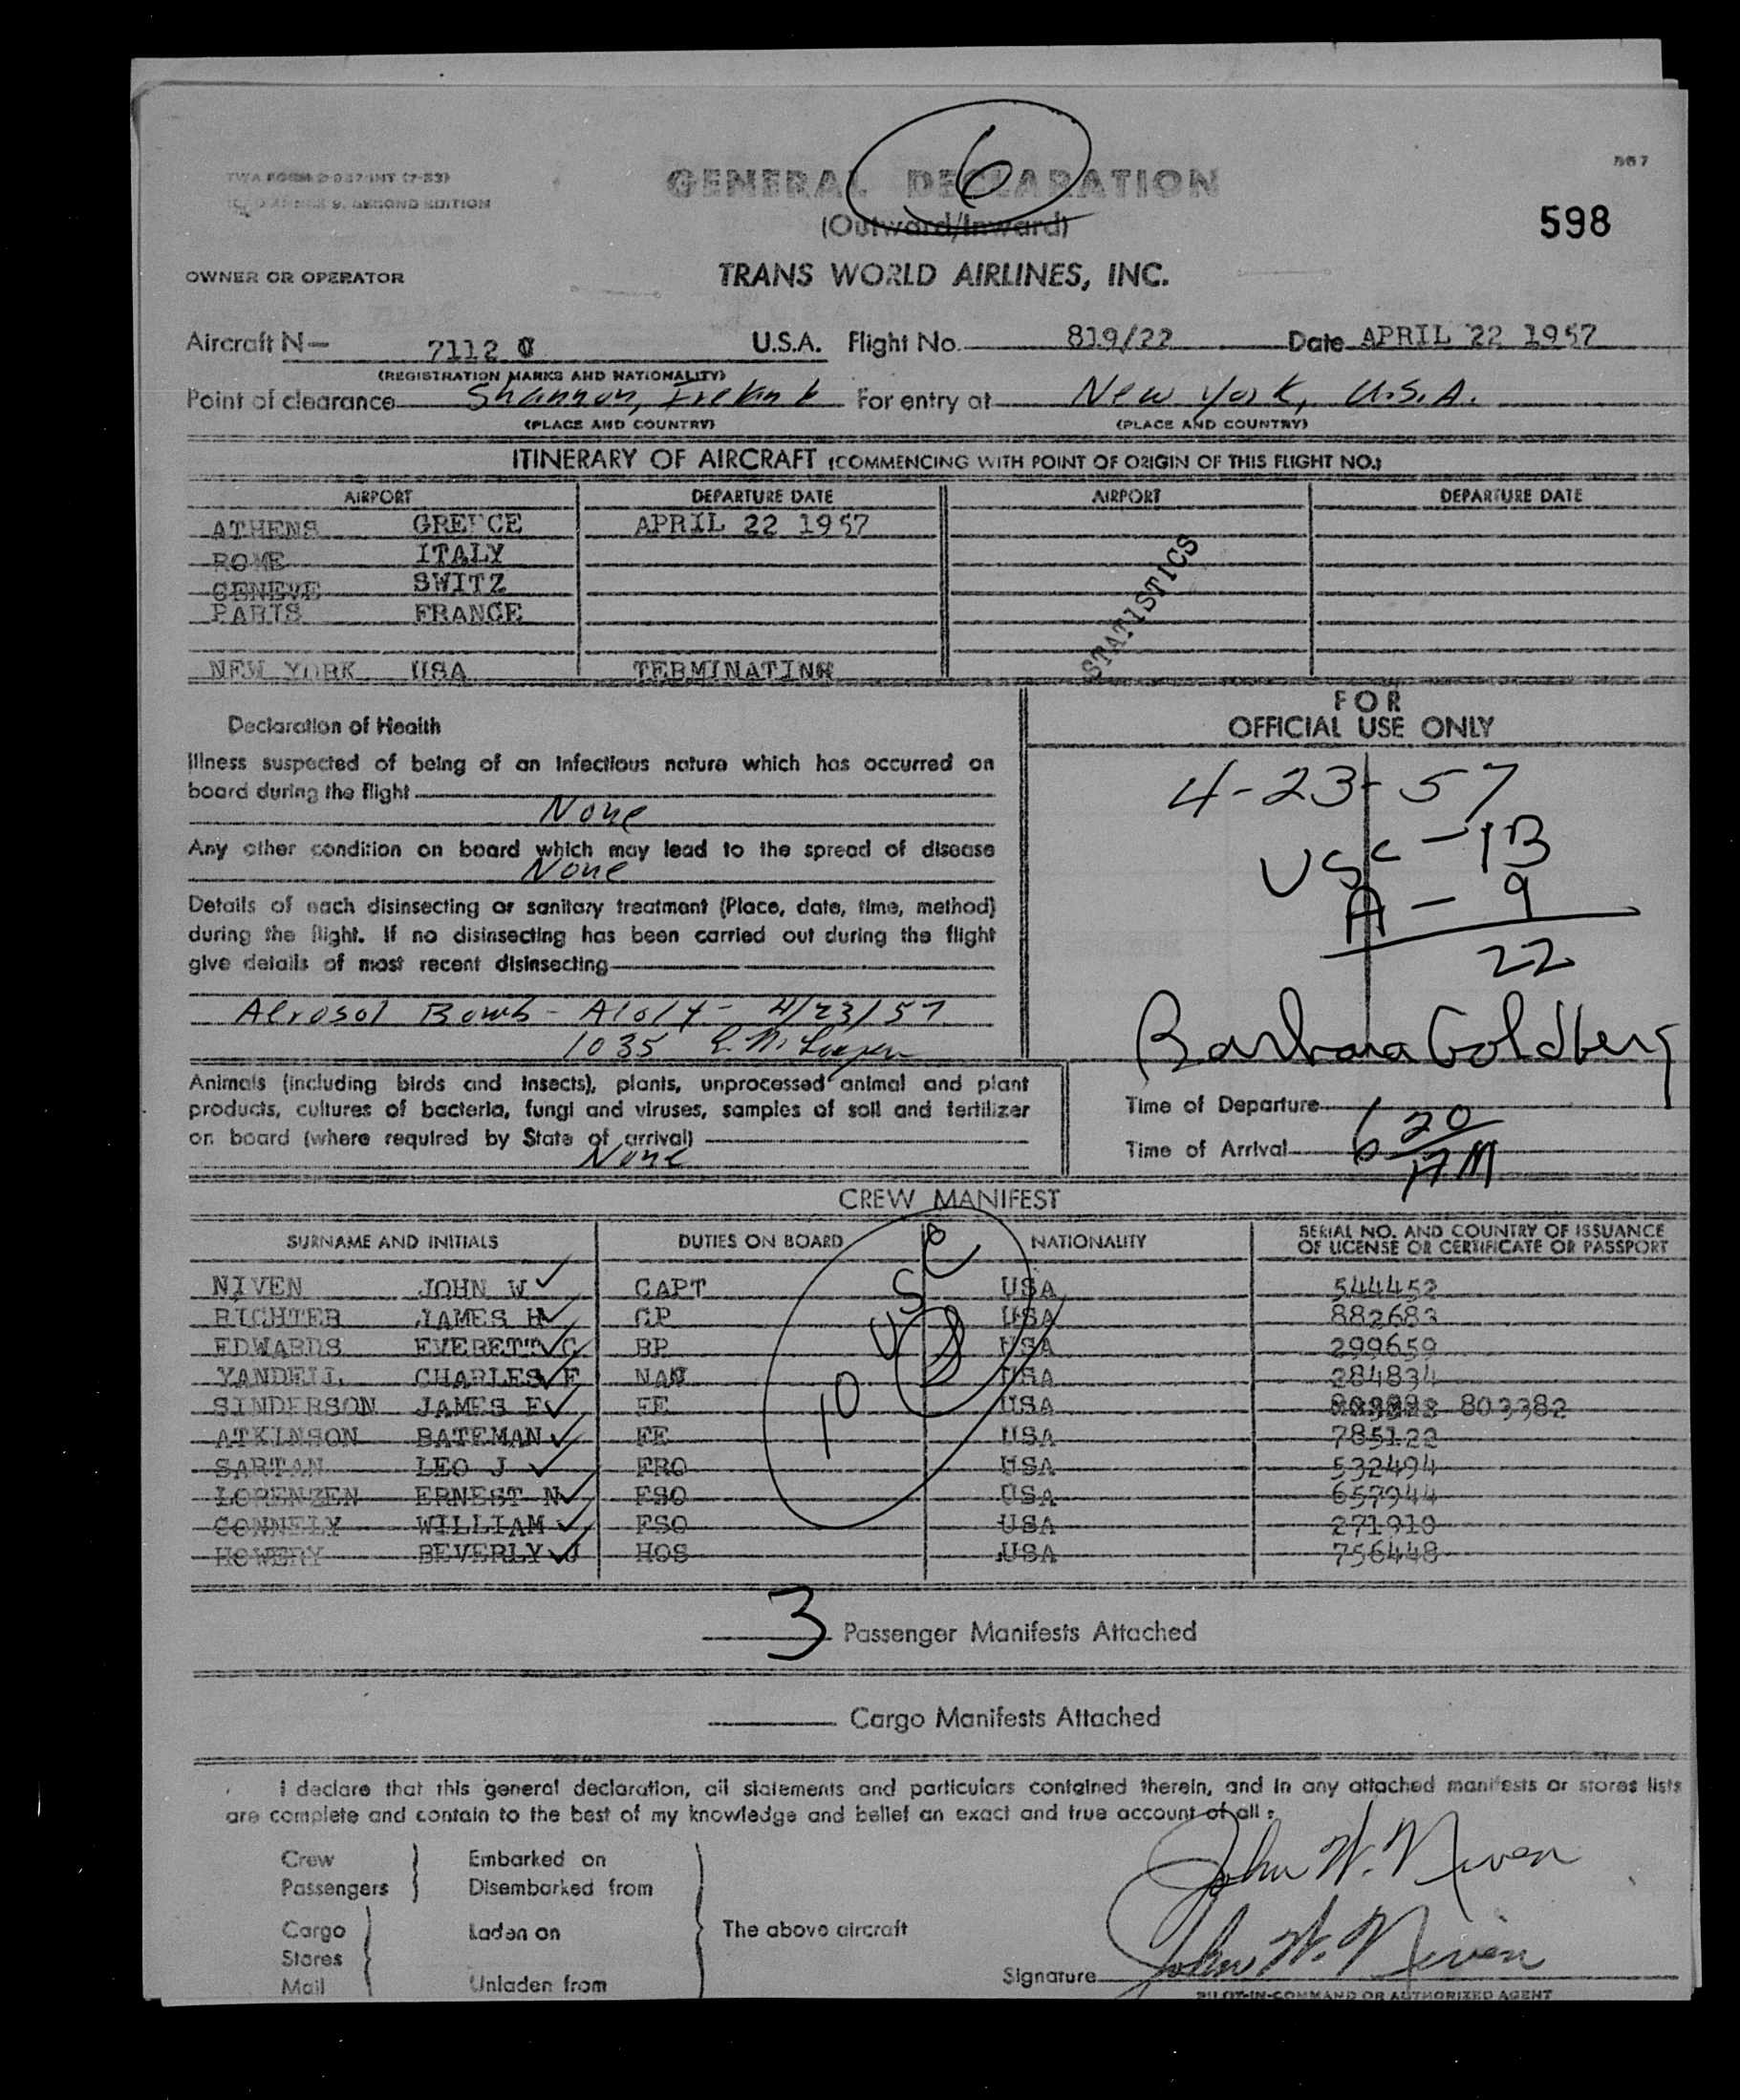 6
TWA FORM
9, SECOND EDITION
GENERAL DECLARATION
(Outward/Inward)
598
OWNER OR OPERATOR
TRANS WORLD AIRLINES, INC.
Aircraft N— 7112 C U.S.A. Flight No. 819/22 Date APRIL 22 1957
(REGISTRATION MARKS AND NATIONALITY)
Point of clearance Shannon, Ireland For entry at New York, U.S.A.
(PLACE AND COUNTRY) (PLACE AND COUNTRY)
ITINERARY OF AIRCRAFT (COMMENCING WITH POINT OF ORIGIN OF THIS FLIGHT NO.)
AIRPORT DEPARTURE DATE AIRPORT DEPARTURE DATE
ATHENS GREECE APRIL 22 1957
ROME ITALY
GENEVE SWITZ
PARIS FRANCE
STATISTICS
NEW YORK USA TERMINATING
FOR
OFFICIAL USE ONLY
Declaration of Health
Illness suspected of being of an infectious nature which has occurred on
board during the flight
None
Any other condition on board which may lead to the spread of disease
None
Details of each disinsecting or sanitary treatment (Place, date, time, method)
during the flight. If no disinsecting has been carried out during the flight
give details of most recent disinsecting
Aerosol Bomb - Aloft - 4/23/57
1035
4-23-57
USC - 13
A - 9
22
Barbara Goldberg
Animals (including birds and insects), plants, unprocessed animal and plant
products, cultures of bacteria, fungi and viruses, samples of soil and fertilizer
on board (where required by State of arrival)
None
Time of Departure
Time of Arrival 6 20 AM
CREW MANIFEST
SURNAME AND INITIALS DUTIES ON BOARD NATIONALITY SERIAL NO. AND COUNTRY OF ISSUANCE
OF LICENSE OR CERTIFICATE OR PASSPORT
NIVEN JOHN W CAPT USA 544452
RICHTER JAMES H CP USA 882683
EDWARDS EVERETT C BP USA 299659
YANDELL CHARLES F NAV USA 284834
SINDERSON JAMES F FE USA 803382
ATKINSON BATEMAN FE USA 785122
SARTAN LEO J FRO USA 532494
LORENZEN ERNEST N FSO USA 657944
CONNELY WILLIAM FSO USA 271910
HOWERY BEVERLY J HOS USA 756448
10 USC
3 Passenger Manifests Attached
Cargo Manifests Attached
I declare that this general declaration, all statements and particulars contained therein, and in any attached manifests or stores lists
are complete and contain to the best of my knowledge and belief an exact and true account of all :
Crew Embarked on
Passengers Disembarked from
Cargo Laden on The above aircraft
Stores
Mail Unladen from
John W. Niven
Signature John W. Niven
PILOT-IN-COMMAND OR AUTHORIZED AGENT